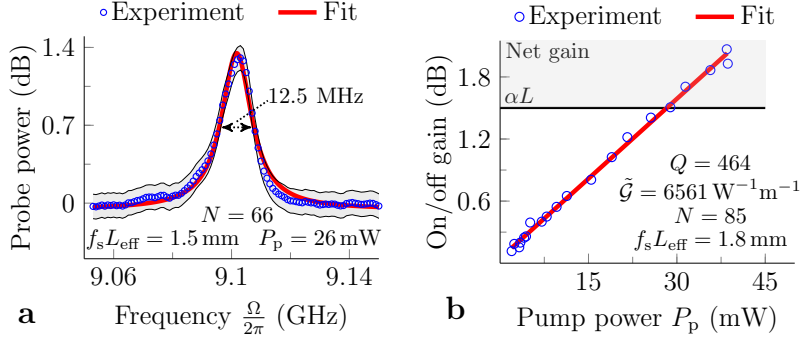 Experiment Fit
Probe power (dB)
1.4
0.7
0
12.5 MHz
N = 66
f_s L_eff = 1.5 mm P_p = 26 mW
9.06 9.1 9.14
a Frequency Ω/2π (GHz)
Experiment Fit
On/off gain (dB)
1.8
1.2
0.6
Net gain
αL
Q = 464
𝒢̃ = 6561 W⁻¹m⁻¹
N = 85
f_s L_eff = 1.8 mm
15 30 45
b Pump power P_p (mW)